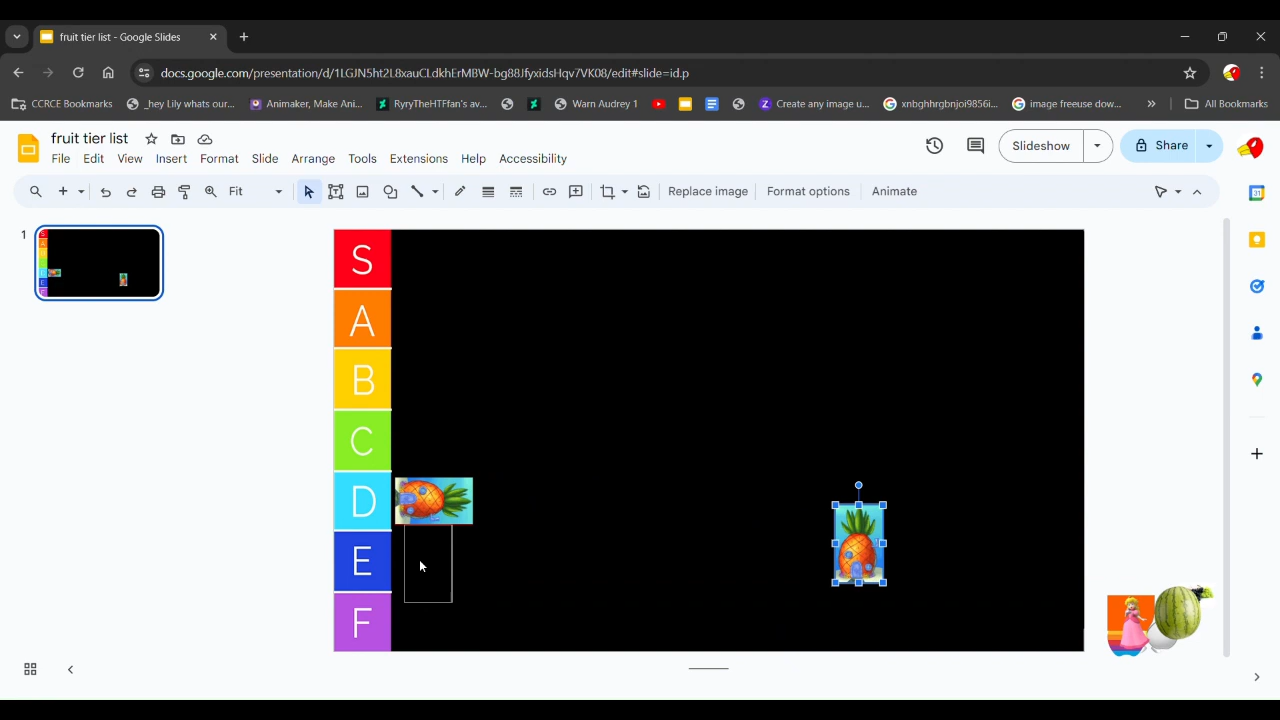 fruit tier list - Google Slides
docs.google.com/presentation/d/1LGJN5ht2L8xauCLdkhErMBW-bg88JfyxidsHqv7VK08/edit#slide=id.p
CCRCE Bookmarks _hey Lily whats our... Animaker, Make Ani... RyryTheHTFfan's av... Warn Audrey 1 Create any image u... xnbghhrgbnjoi9856i... image freeuse dow... » All Bookmarks
fruit tier list
File Edit View Insert Format Slide Arrange Tools Extensions Help Accessibility
Slideshow Share
Fit Replace image Format options Animate
31
1
S
A
B
C
D
E
F